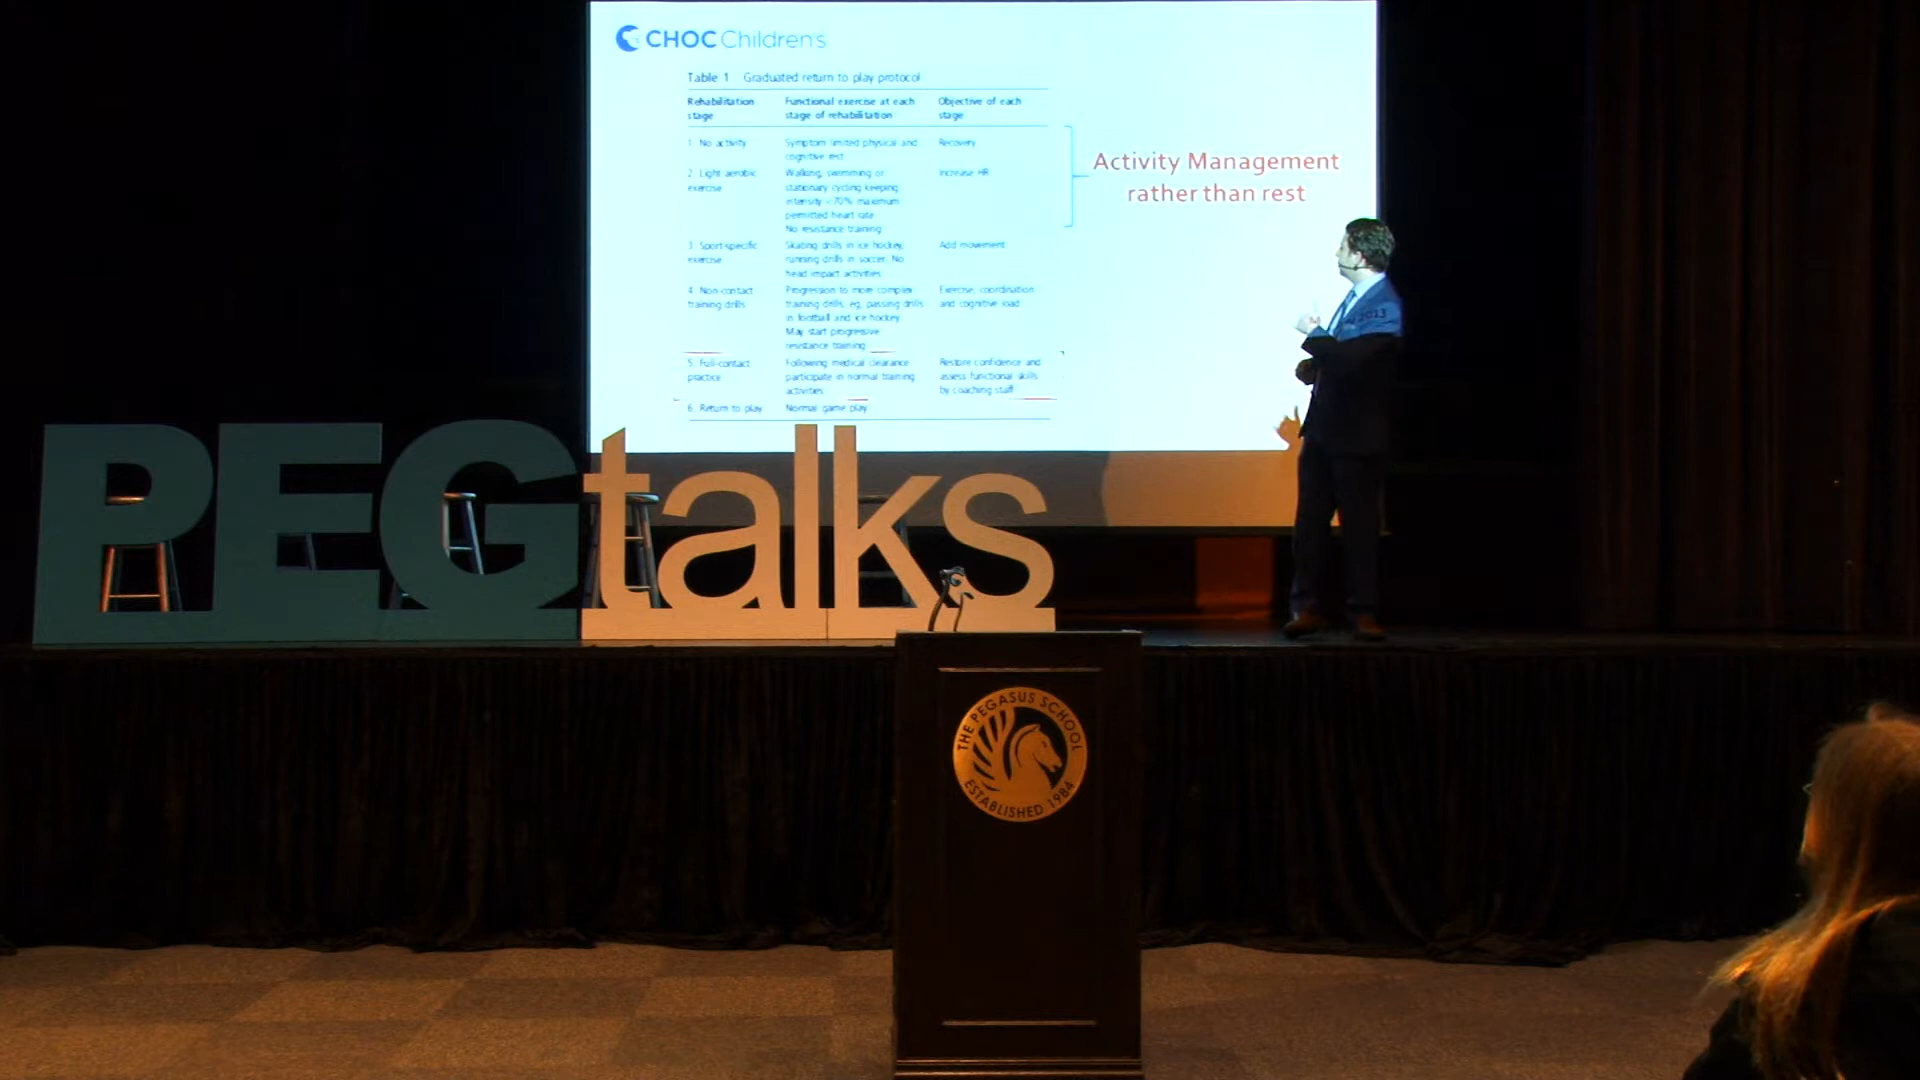 CHOC Children's
Table 1 Graduated return to play protocol
Rehabilitation stage
Functional exercise at each stage of rehabilitation
Objective of each stage
1. No activity
Symptom limited physical and cognitive rest
Recovery
2. Light aerobic exercise
Walking, swimming or stationary cycling keeping intensity <70% maximum permitted heart rate
No resistance training
Increase HR
3. Sport-specific exercise
Skating drills in ice hockey, running drills in soccer. No head impact activities
Add movement
4. Non-contact training drills
Progression to more complex training drills, eg, passing drills in football and ice hockey
May start progressive resistance training
Exercise, coordination and cognitive load
5. Full-contact practice
Following medical clearance participate in normal training activities
Restore confidence and assess functional skills by coaching staff
6. Return to play
Normal game play
Activity Management
rather than rest
2013
PEGtalks
THE PEGASUS SCHOOL
ESTABLISHED 1984